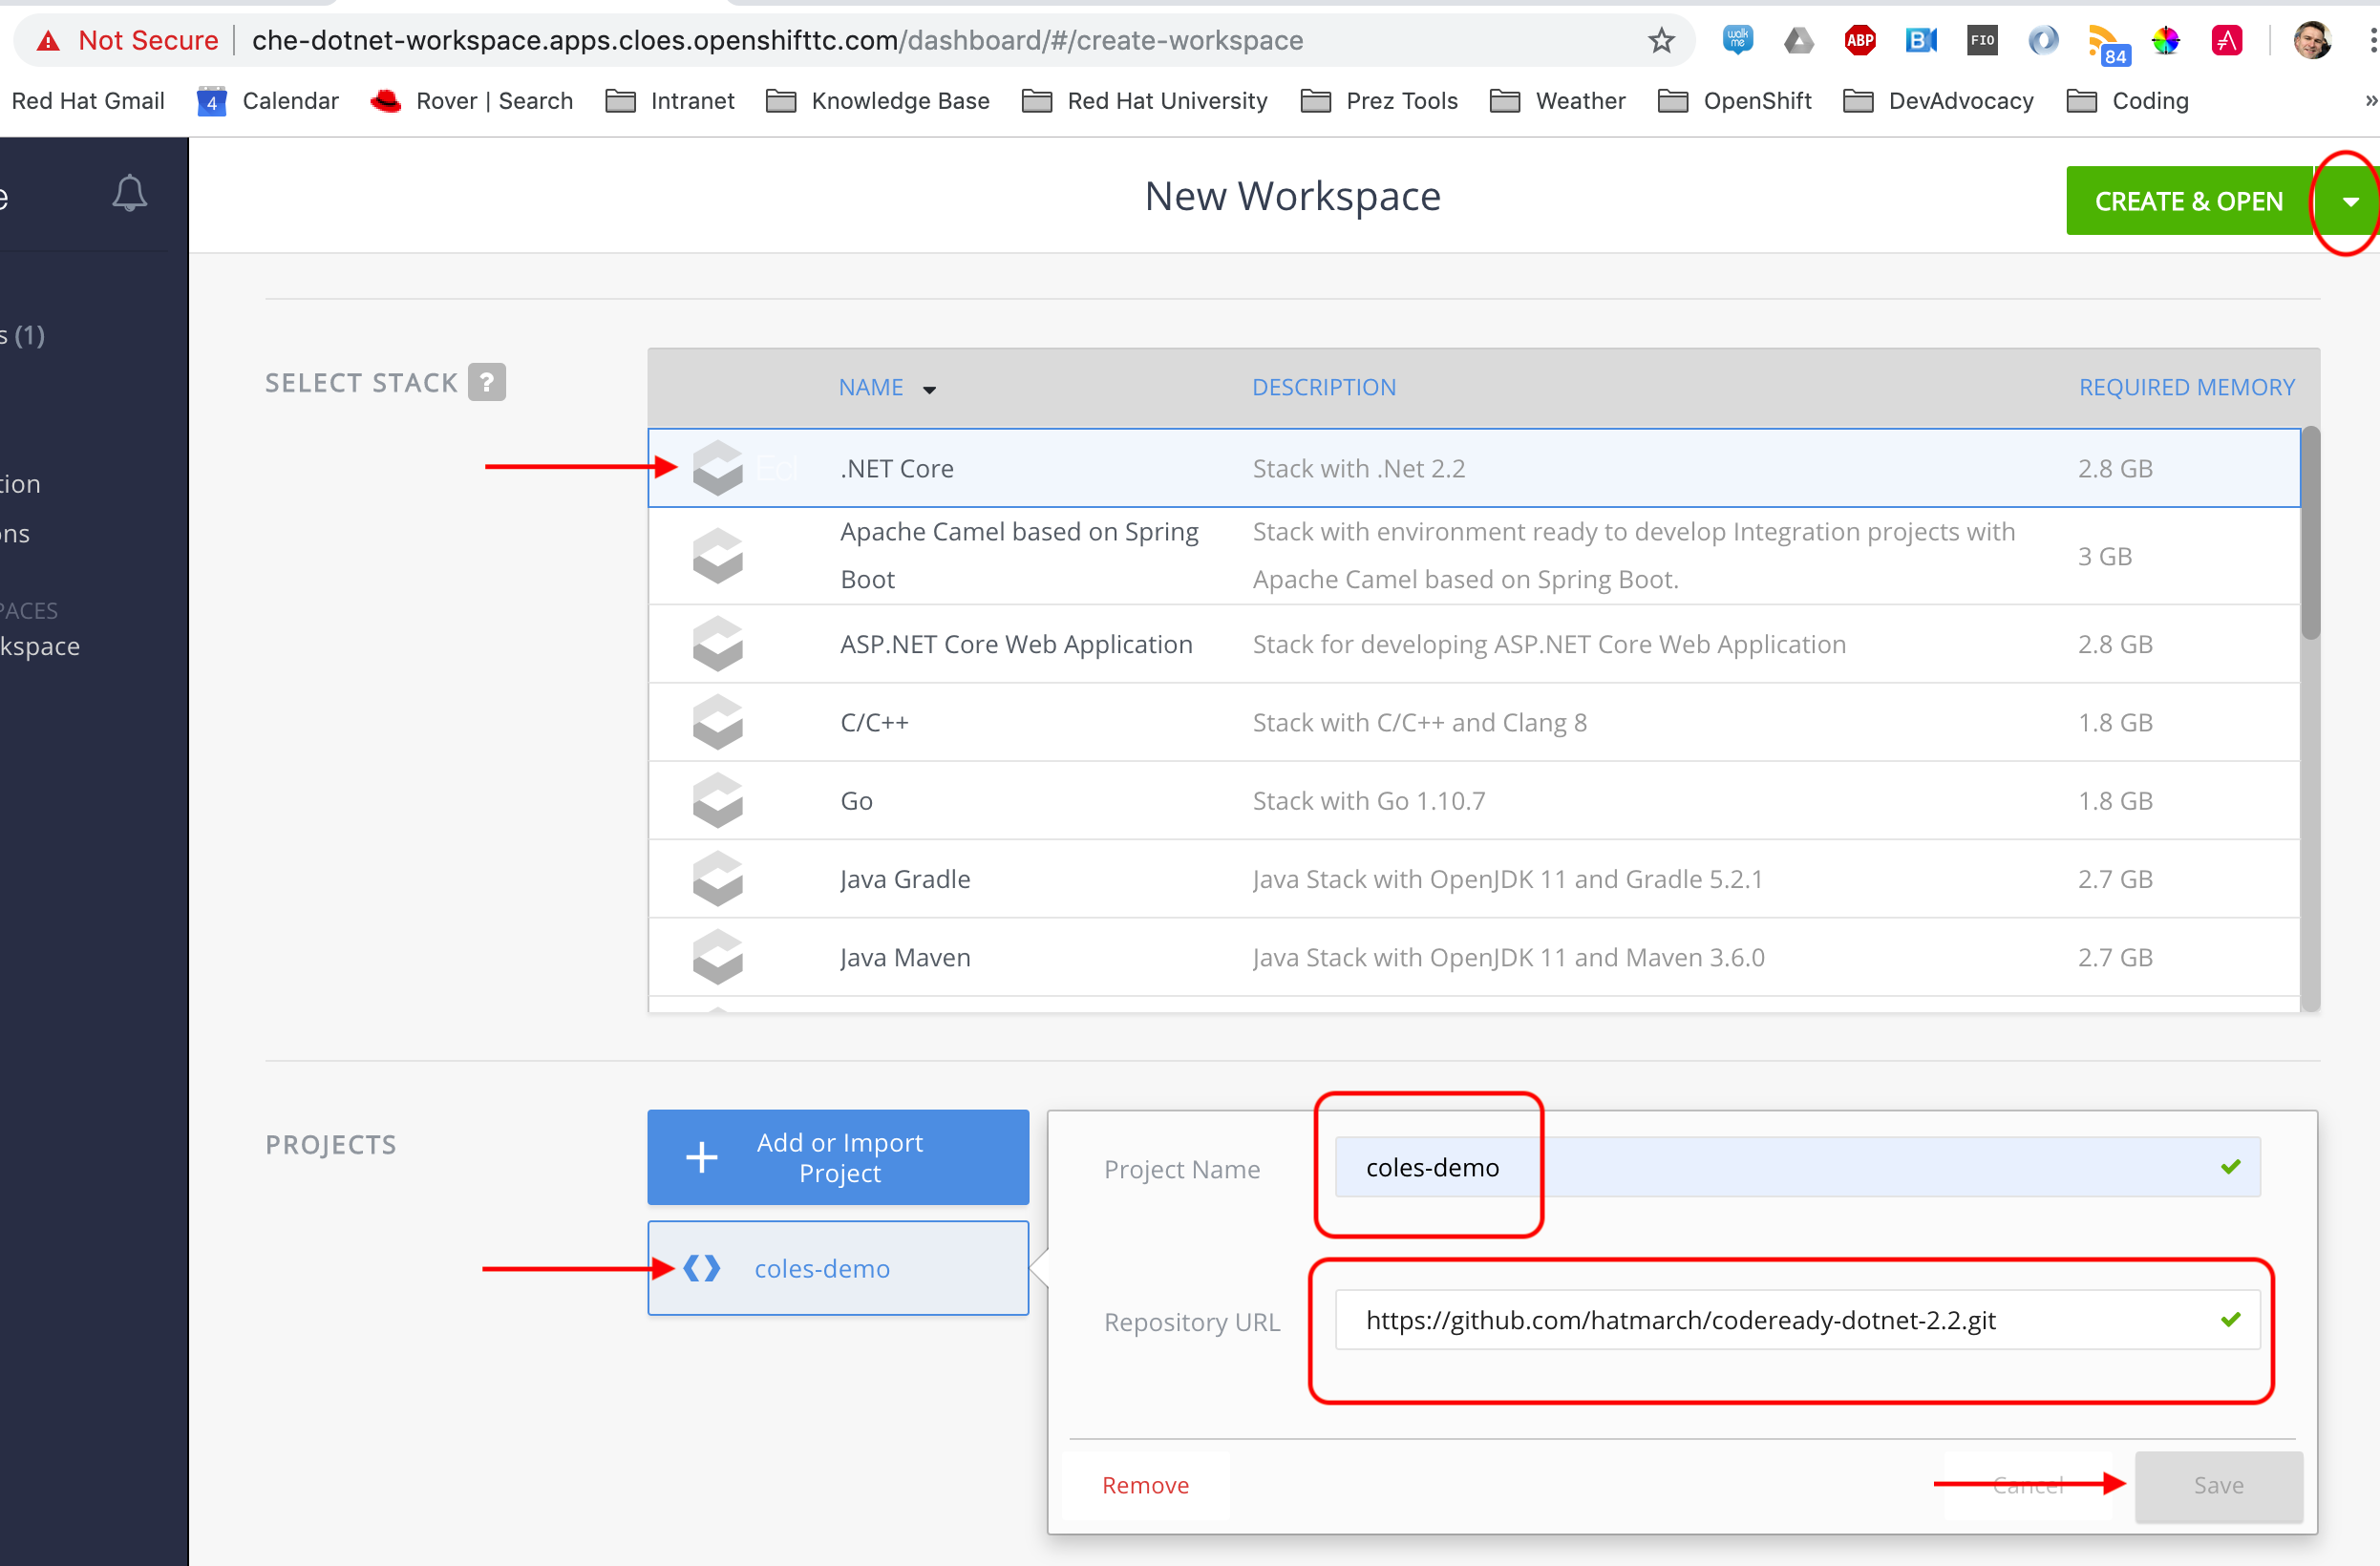 Not Secure che-dotnet-workspace.apps.cloes.openshifttc.com/dashboard/#/create-workspace
walk me
ABP
B
FIO
84
Red Hat Gmail 4 Calendar Rover | Search Intranet Knowledge Base Red Hat University Prez Tools Weather OpenShift DevAdvocacy Coding »
e
New Workspace
CREATE & OPEN
s (1)
tion
ons
PACES
kspace
SELECT STACK ?
NAME DESCRIPTION REQUIRED MEMORY
Ecl .NET Core Stack with .Net 2.2 2.8 GB
Apache Camel based on Spring Boot
Stack with environment ready to develop Integration projects with
Apache Camel based on Spring Boot.
3 GB
ASP.NET Core Web Application Stack for developing ASP.NET Core Web Application 2.8 GB
C/C++ Stack with C/C++ and Clang 8 1.8 GB
Go Stack with Go 1.10.7 1.8 GB
Java Gradle Java Stack with OpenJDK 11 and Gradle 5.2.1 2.7 GB
Java Maven Java Stack with OpenJDK 11 and Maven 3.6.0 2.7 GB
PROJECTS
+ Add or Import
Project
coles-demo
Project Name coles-demo
Repository URL https://github.com/hatmarch/codeready-dotnet-2.2.git
Remove Cancel Save